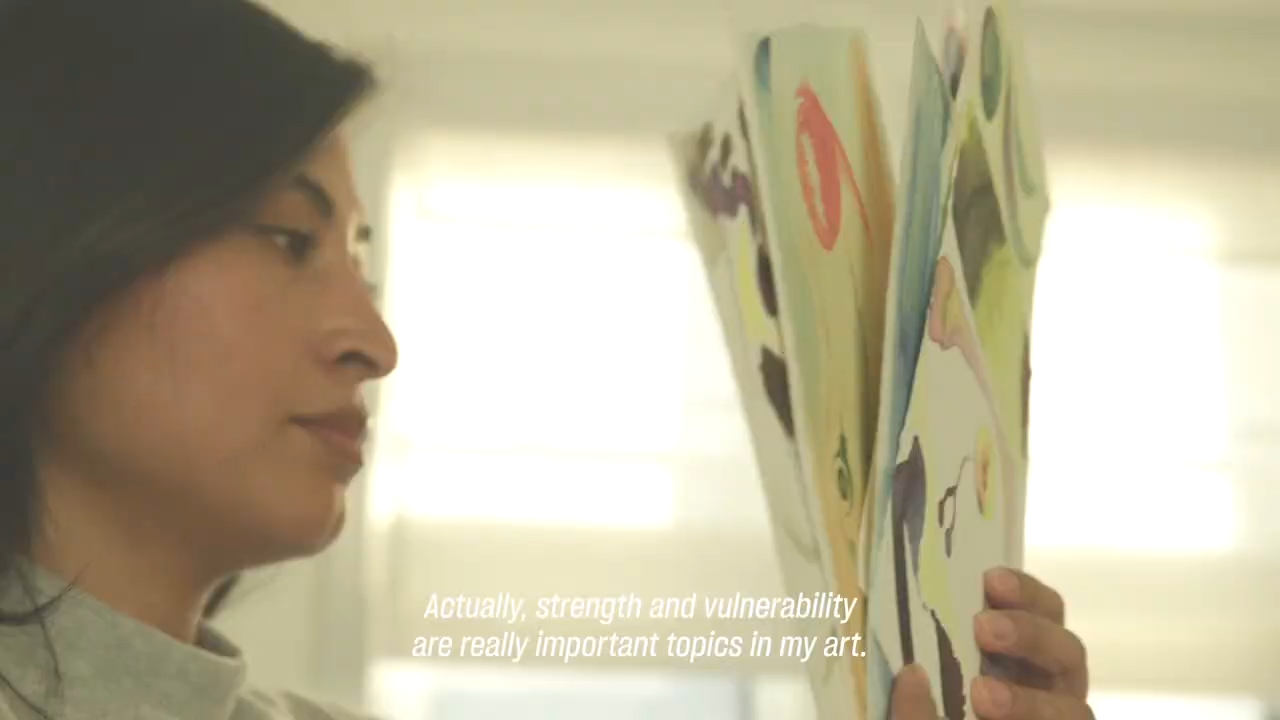 Actually, strength and vulnerability
are really important topics in my art.